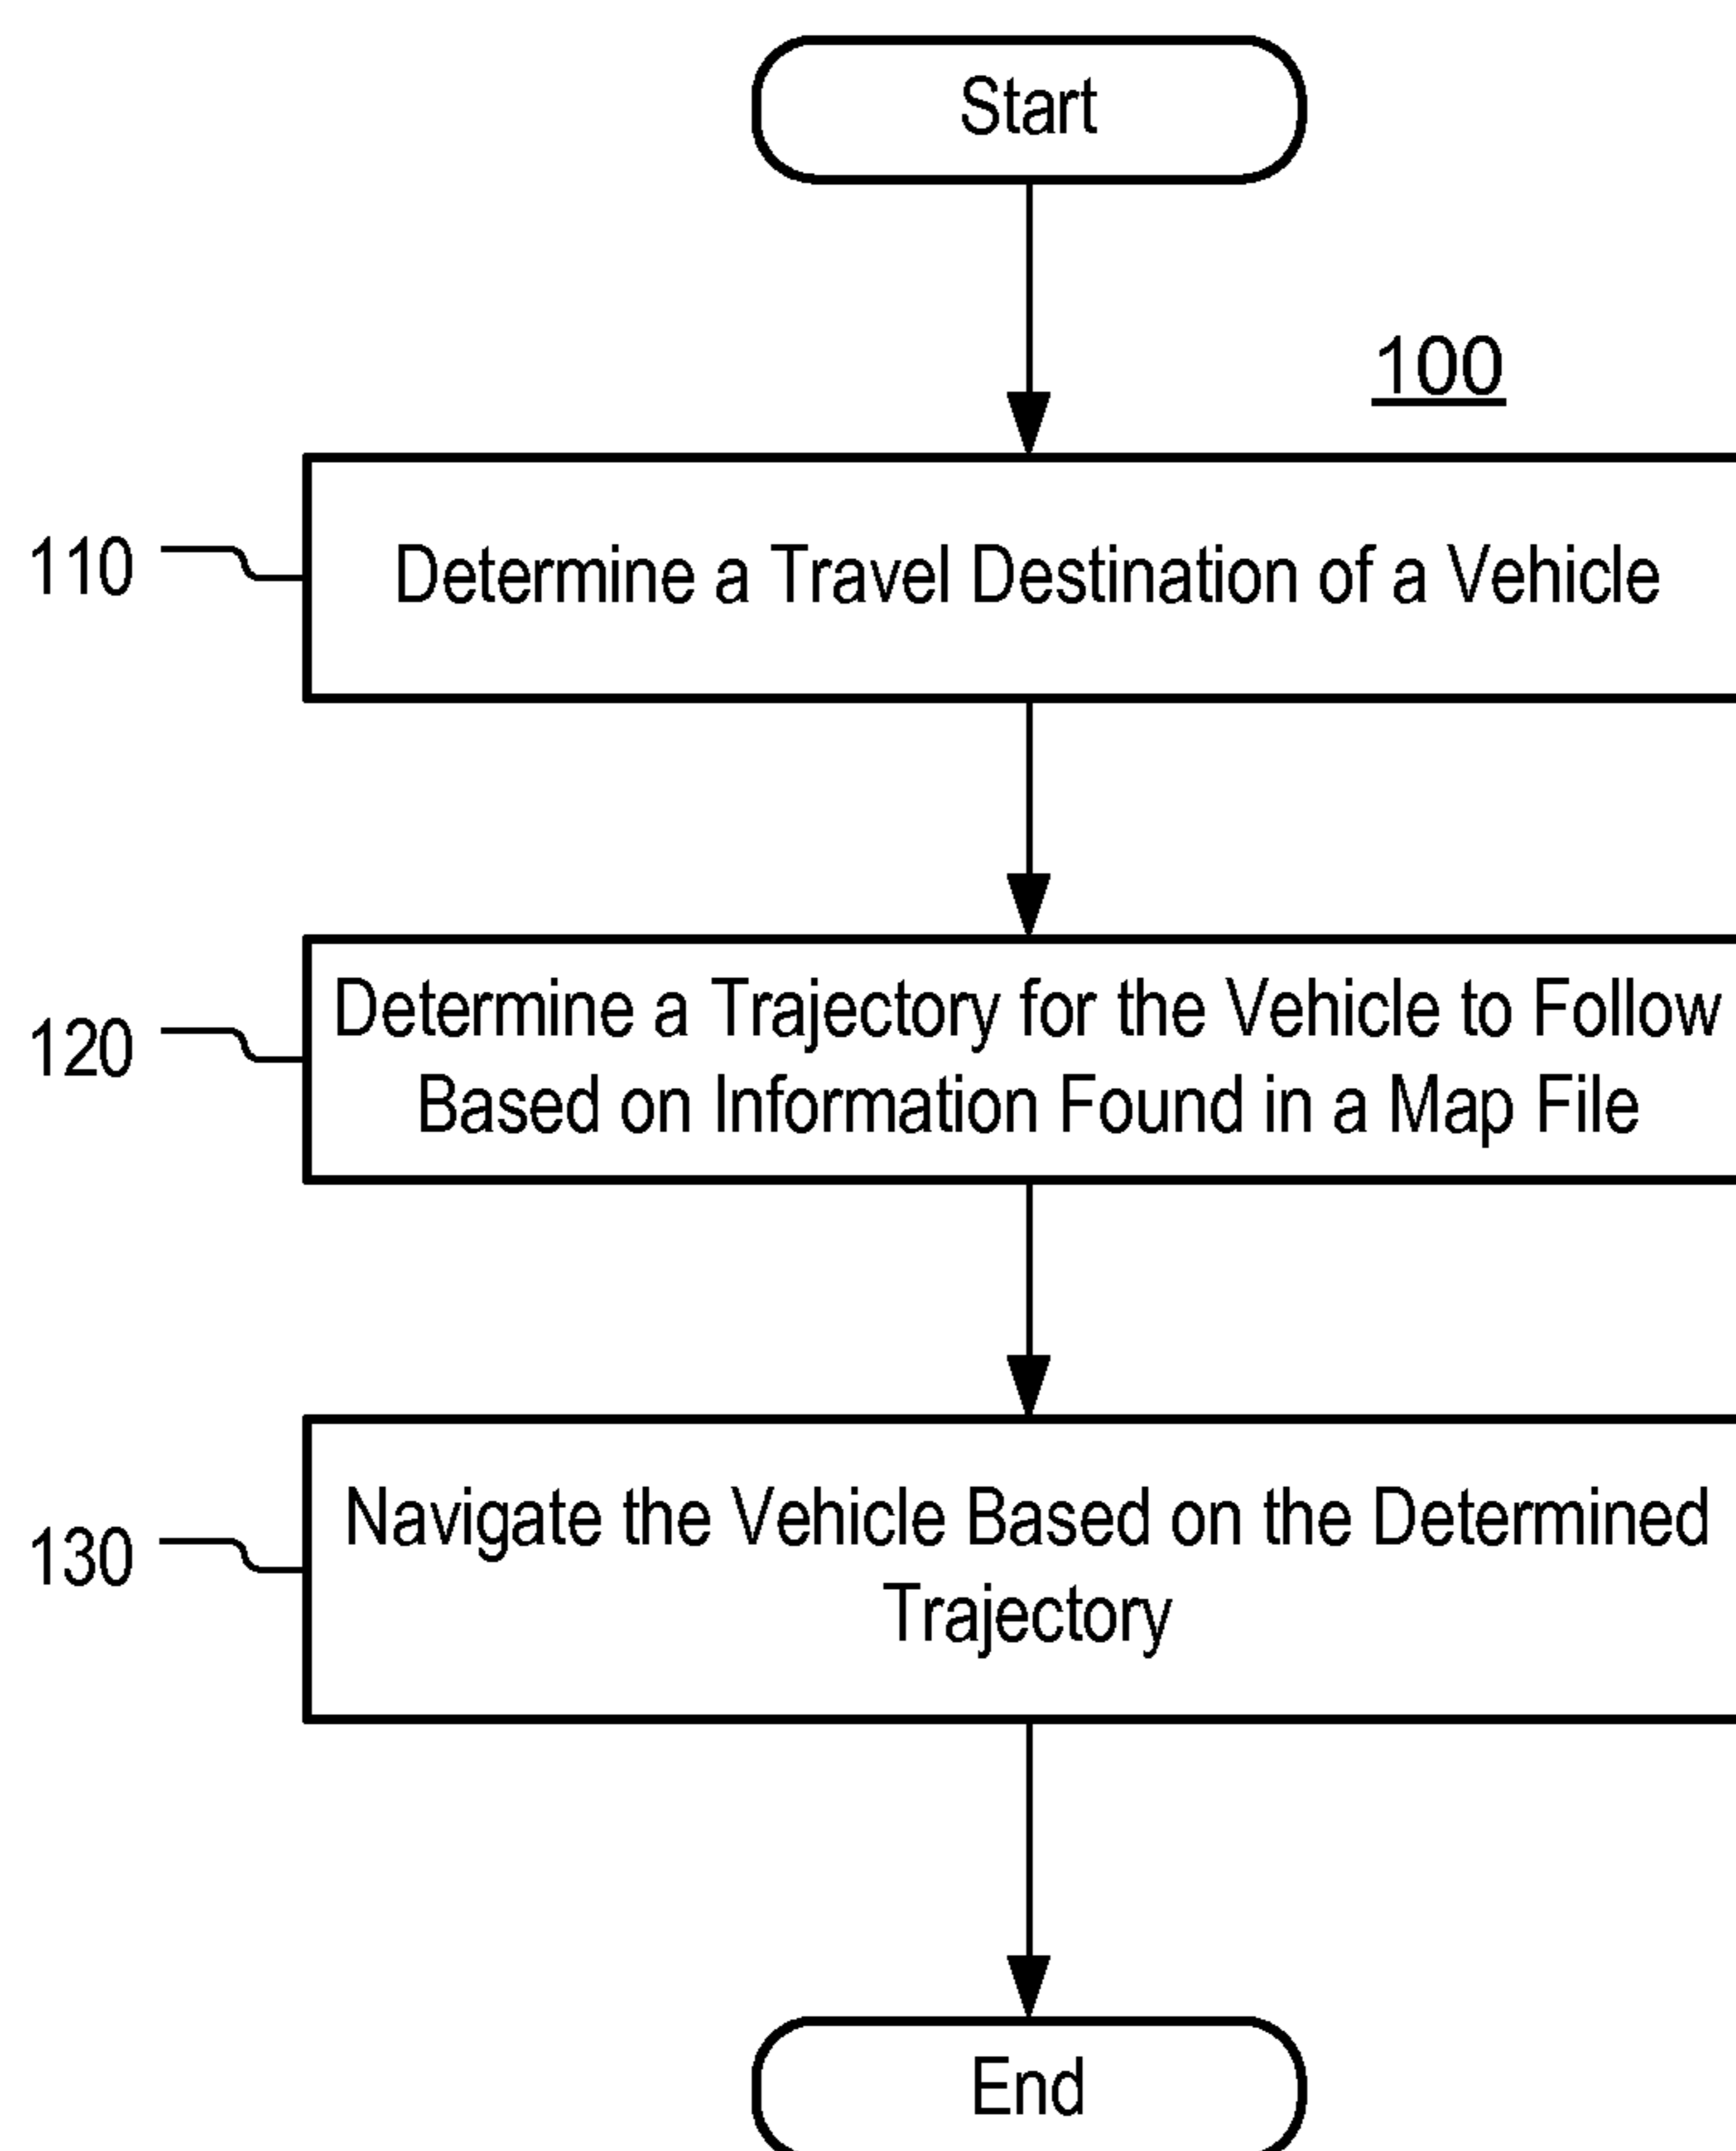 Start
100
110
Determine a Travel Destination of a Vehicle
120
Determine a Trajectory for the Vehicle to Follow
Based on Information Found in a Map File
130
Navigate the Vehicle Based on the Determined
Trajectory
End